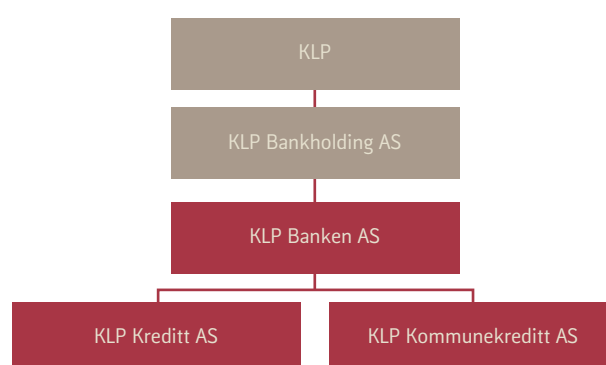 KLP
KLP Bankholding AS
KLP Banken AS
KLP Kreditt AS
KLP Kommunekreditt AS